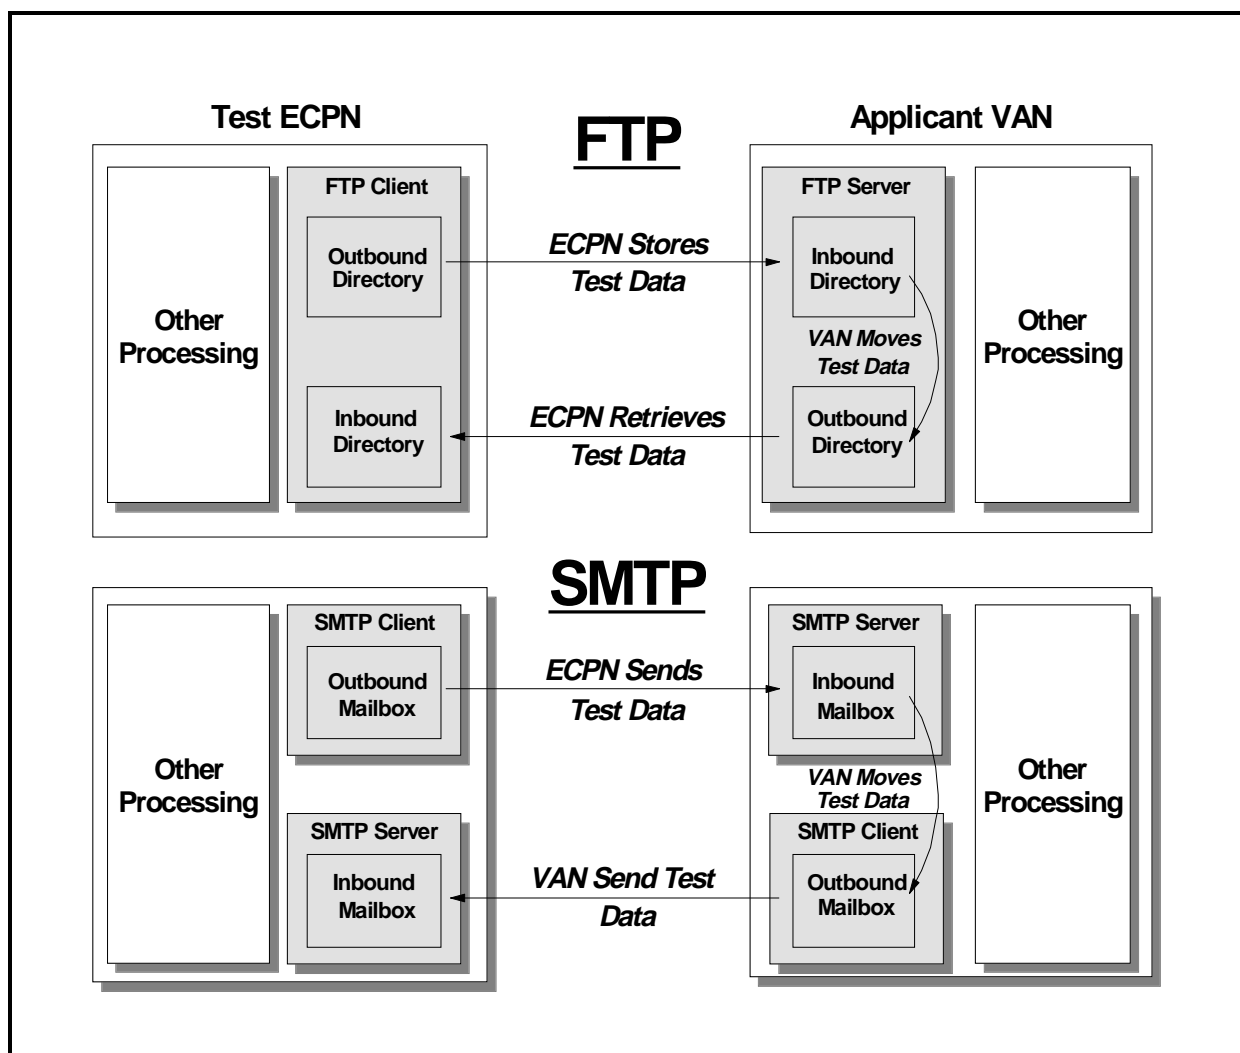 Test ECPN
FTP
Applicant VAN
Other
Processing
FTP Client
Outbound
Directory
Inbound
Directory
ECPN Stores
Test Data
ECPN Retrieves
Test Data
FTP Server
Inbound
Directory
VAN Moves
Test Data
Outbound
Directory
Other
Processing
SMTP
Other
Processing
SMTP Client
Outbound
Mailbox
SMTP Server
Inbound
Mailbox
ECPN Sends
Test Data
VAN Send Test
Data
SMTP Server
Inbound
Mailbox
VAN Moves
Test Data
SMTP Client
Outbound
Mailbox
Other
Processing